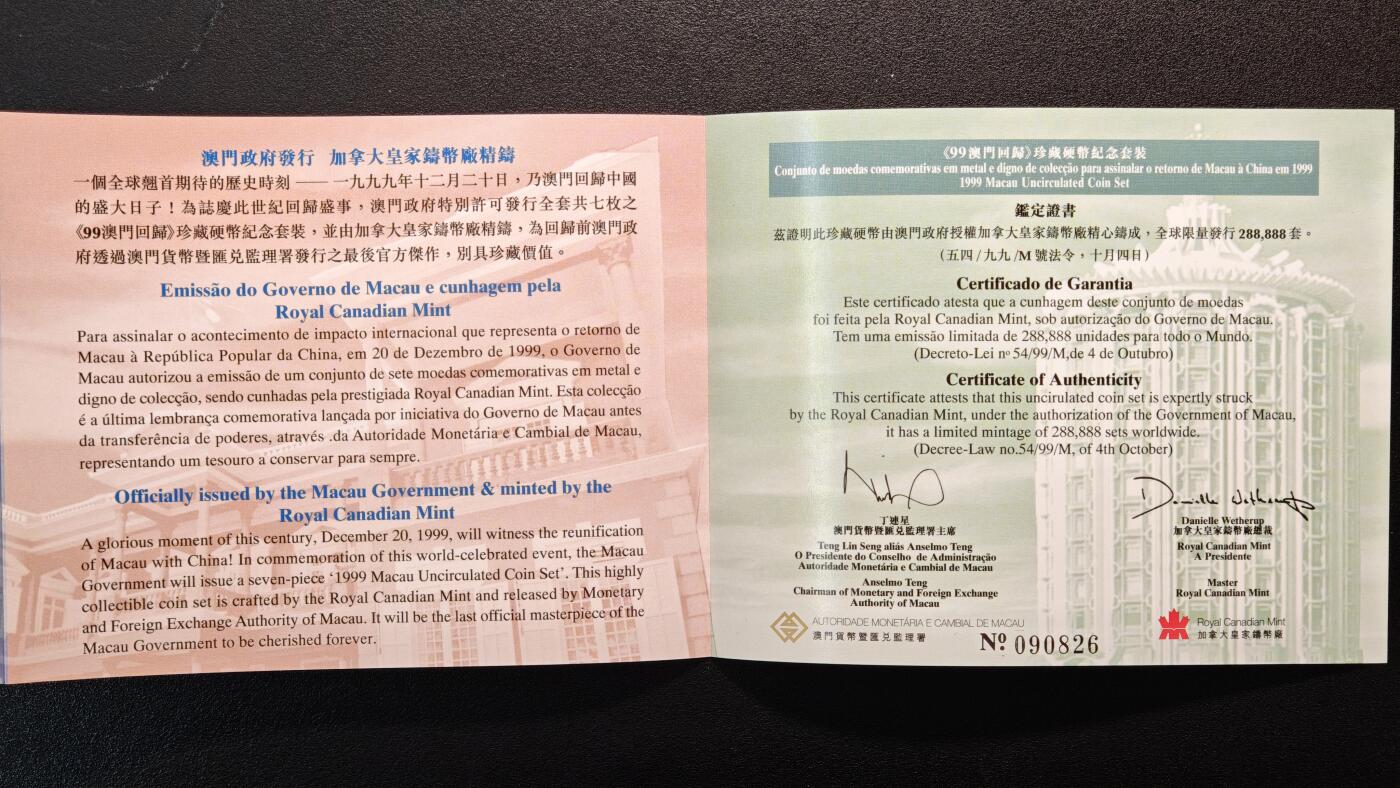 澳門政府發行 加拿大皇家鑄幣廠精鑄
一個全球翹首期待的歷史時刻 —— 一九九九年十二月二十日，乃澳門回歸中國
的盛大日子！為誌慶此世紀回歸盛事，澳門政府特別許可發行全套共七枚之
《99澳門回歸》珍藏硬幣紀念套裝，並由加拿大皇家鑄幣廠精鑄，為回歸前澳門政
府透過澳門貨幣暨匯兌監理署發行之最後官方傑作，別具珍藏價值。
Emissão do Governo de Macau e cunhagem pela
Royal Canadian Mint
Para assinalar o acontecimento de impacto internacional que representa o retorno de
Macau à República Popular da China, em 20 de Dezembro de 1999, o Governo de
Macau autorizou a emissão de um conjunto de sete moedas comemorativas em metal e
digno de colecção, sendo cunhadas pela prestigiada Royal Canadian Mint. Esta colecção
é a última lembrança comemorativa lançada por iniciativa do Governo de Macau antes
da transferência de poderes, através .da Autoridade Monetária e Cambial de Macau,
representando um tesouro a conservar para sempre.
Officially issued by the Macau Government & minted by the
Royal Canadian Mint
A glorious moment of this century, December 20, 1999, will witness the reunification
of Macau with China! In commemoration of this world-celebrated event, the Macau
Government will issue a seven-piece ‘1999 Macau Uncirculated Coin Set’. This highly
collectible coin set is crafted by the Royal Canadian Mint and released by Monetary
and Foreign Exchange Authority of Macau. It will be the last official masterpiece of the
Macau Government to be cherished forever.
《99澳門回歸》珍藏硬幣紀念套裝
Conjunto de moedas comemorativas em metal e digno de colecção para assinalar o retorno de Macau à China em 1999
1999 Macau Uncirculated Coin Set
鑑定證書
茲證明此珍藏硬幣由澳門政府授權加拿大皇家鑄幣廠精心鑄成，全球限量發行 288,888 套。
（五四 / 九九 /M 號法令，十月四日）
Certificado de Garantia
Este certificado atesta que a cunhagem deste conjunto de moedas
foi feita pela Royal Canadian Mint, sob autorização do Governo de Macau.
Tem uma emissão limitada de 288,888 unidades para todo o Mundo.
(Decreto-Lei nº 54/99/M,de 4 de Outubro)
Certificate of Authenticity
This certificate attests that this uncirulated coin set is expertly struck
by the Royal Canadian Mint, under the authorization of the Government of Macau,
it has a limited mintage of 288,888 sets worldwide.
(Decree-Law no.54/99/M, of 4th October)
Danielle Wetherup
丁連星
澳門貨幣暨匯兌監理署主席
Teng Lin Seng aliás Anselmo Teng
O Presidente do Conselho de Administração
Autoridade Monetária e Cambial de Macau
Anselmo Teng
Chairman of Monetary and Foreign Exchange
Authority of Macau
Danielle Wetherup
加拿大皇家鑄幣廠總裁
Royal Canadian Mint
A Presidente
Master
Royal Canadian Mint
AUTORIDADE MONETÁRIA E CAMBIAL DE MACAU
澳門貨幣暨匯兌監理署
Nº 090826
Royal Canadian Mint
加拿大皇家鑄幣廠